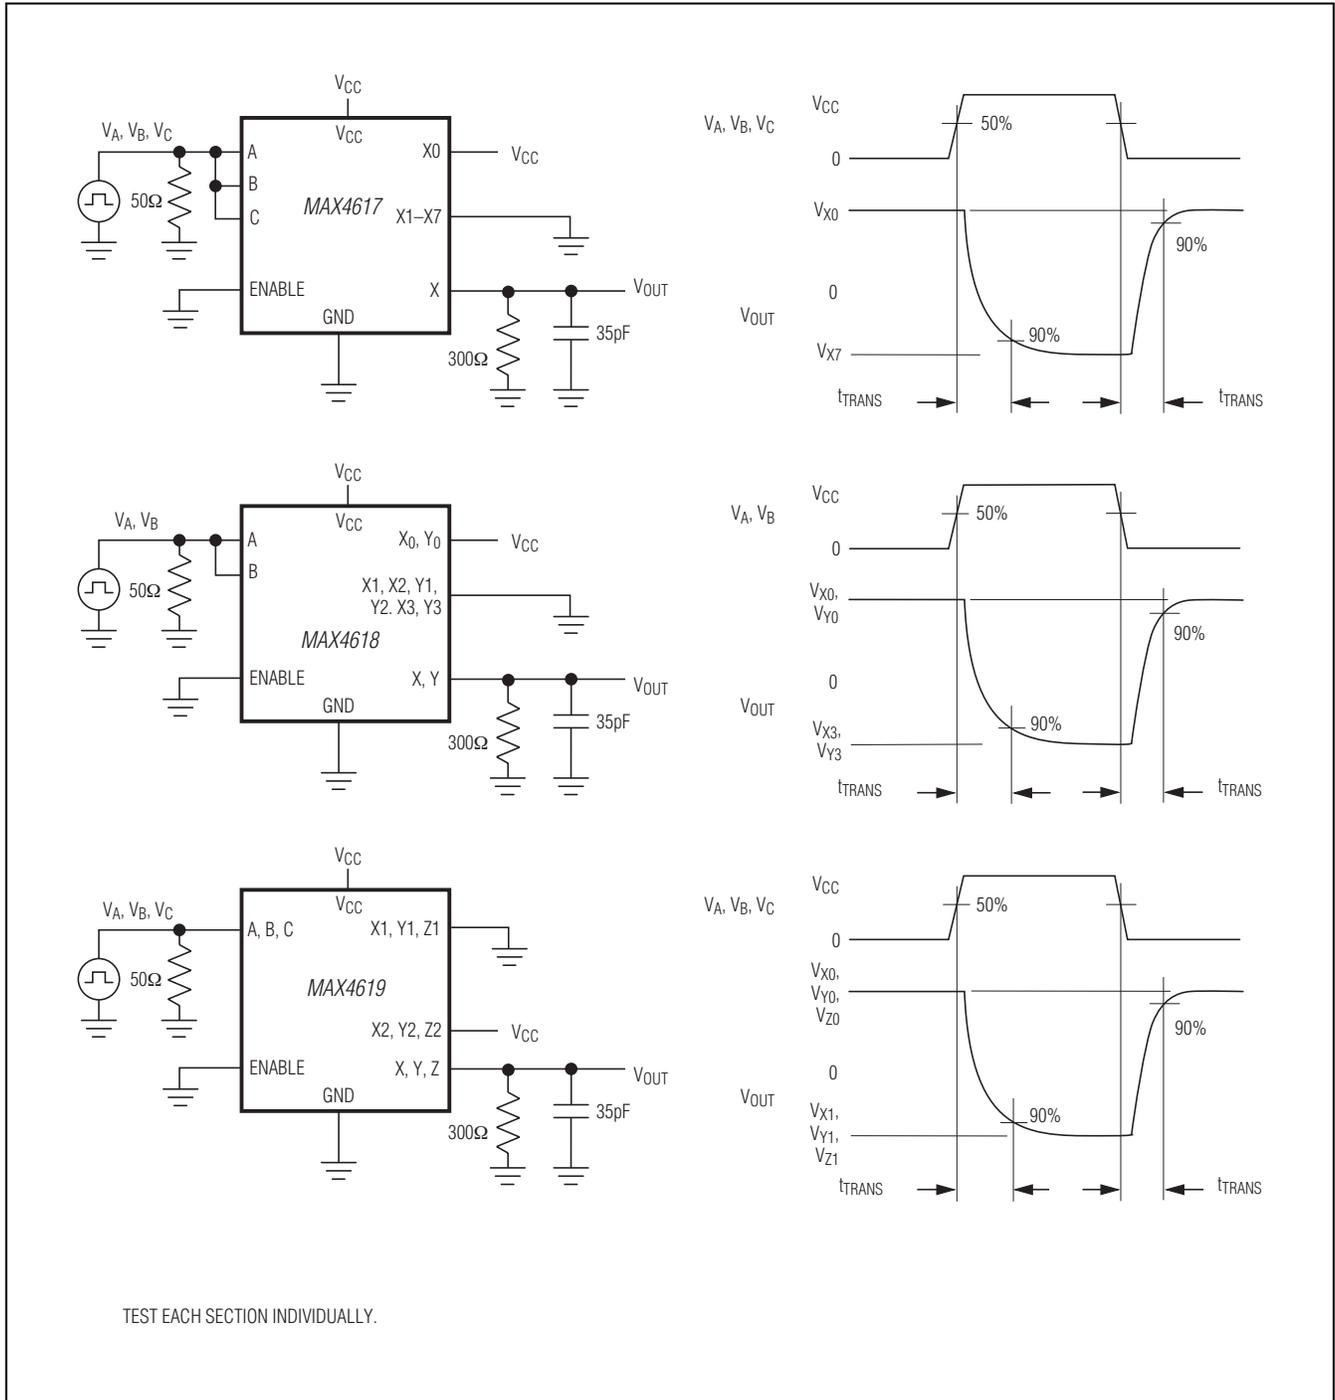 VCC
VA, VB, VC
VCC
A
X0
VCC
B
50Ω
MAX4617
C
X1–X7
ENABLE
X
VOUT
GND
35pF
300Ω
VCC
VA, VB, VC
50%
0
VX0
90%
0
VOUT
90%
VX7
tTRANS
tTRANS
VCC
VA, VB
VCC
A
X0, Y0
VCC
B
50Ω
X1, X2, Y1,
Y2. X3, Y3
MAX4618
ENABLE
X, Y
VOUT
GND
35pF
300Ω
VCC
VA, VB
50%
0
VX0,
VY0
90%
0
VOUT
90%
VX3,
VY3
tTRANS
tTRANS
VCC
VA, VB, VC
VCC
A, B, C
X1, Y1, Z1
50Ω
MAX4619
X2, Y2, Z2
VCC
ENABLE
X, Y, Z
VOUT
GND
35pF
300Ω
VCC
VA, VB, VC
50%
0
VX0,
VY0,
VZ0
90%
0
VOUT
90%
VX1,
VY1,
VZ1
tTRANS
tTRANS
TEST EACH SECTION INDIVIDUALLY.